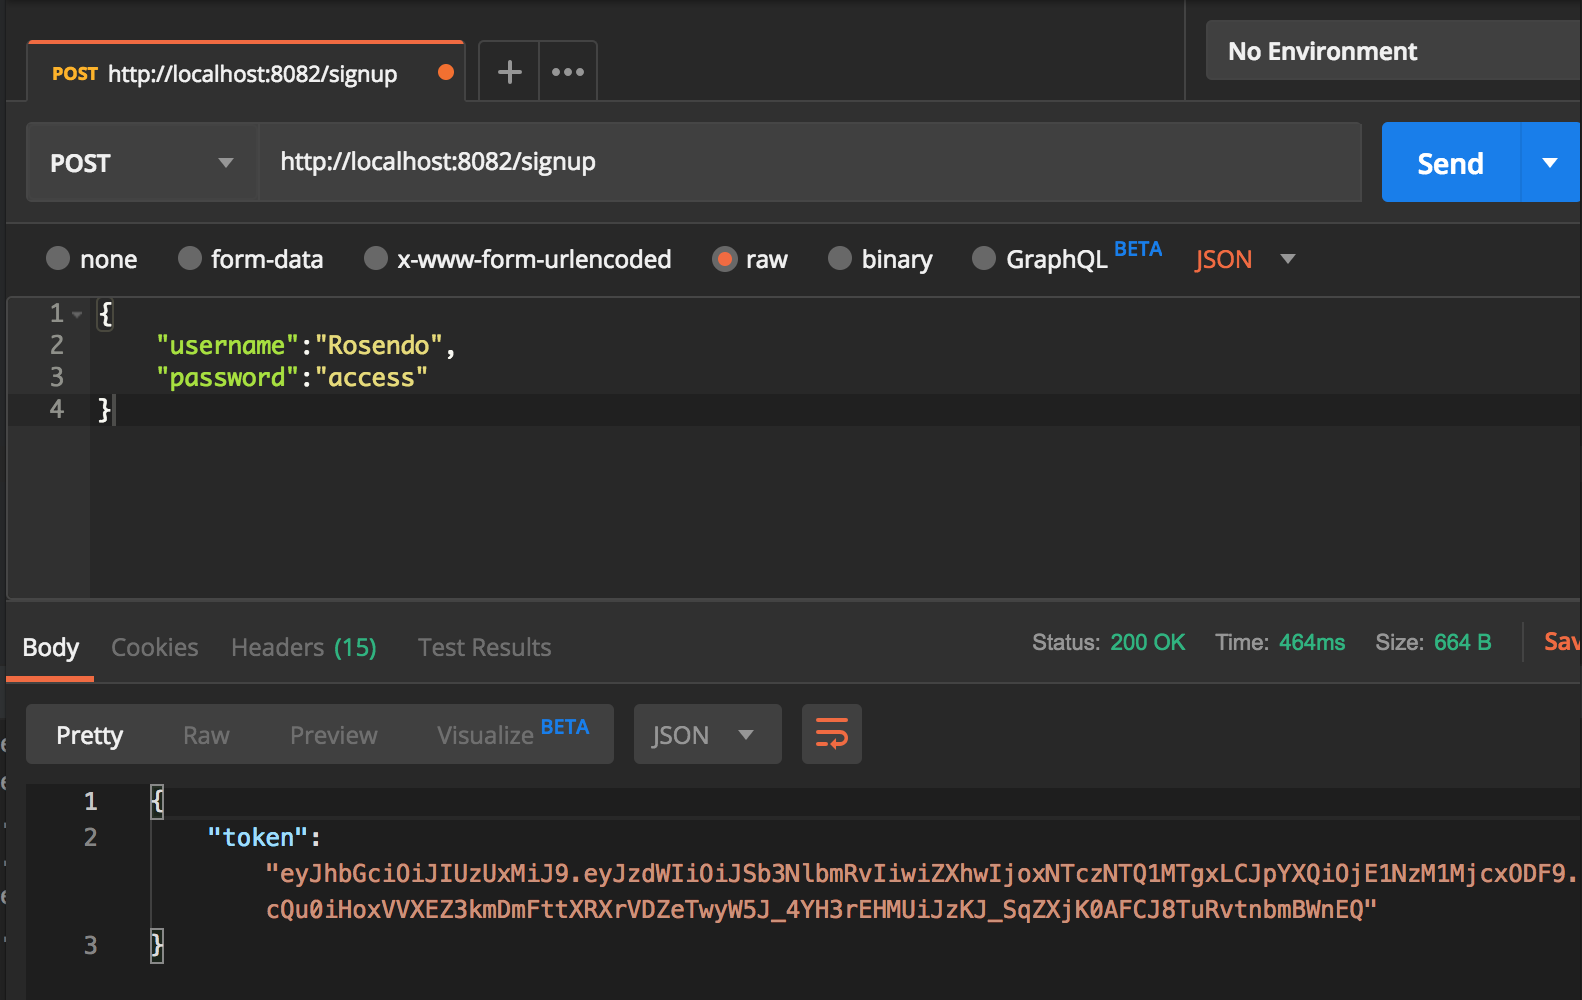 POST http://localhost:8082/signup
No Environment
POST http://localhost:8082/signup Send
none form-data x-www-form-urlencoded raw binary GraphQL BETA JSON
1 {
2 "username":"Rosendo",
3 "password":"access"
4 }
Body Cookies Headers (15) Test Results Status: 200 OK Time: 464ms Size: 664 B Sav
Pretty Raw Preview Visualize BETA JSON
1 {
2 "token":
"eyJhbGciOiJIUzUxMiJ9.eyJzdWIiOiJSb3NlbmRvIiwiZXhwIjoxNTczNTQ1MTgxLCJpYXQiOjE1NzM1MjcxODF9.
cQu0iHoxVVXEZ3kmDmFttXRXrVDZeTwyW5J_4YH3rEHMUiJzKJ_SqZXjK0AFCJ8TuRvtnbmBWnEQ"
3 }